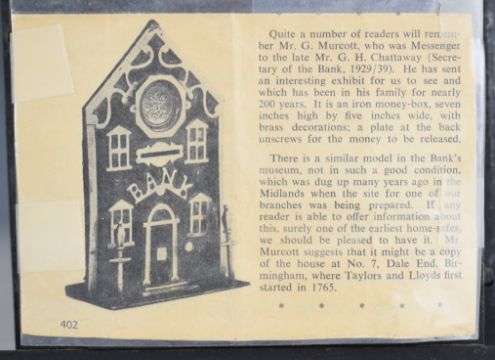 Quite a number of readers will remem-
ber Mr. G. Murcott, who was Messenger
to the late Mr. G. H. Chattaway (Secre-
tary of the Bank, 1929/39). He has sent
an interesting exhibit for us to see and
which has been in his family for nearly
200 years. It is an iron money-box, seven
inches high by five inches wide, with
brass decorations; a plate at the back
unscrews for the money to be released.
There is a similar model in the Bank's
museum, not in such a good condition,
which was dug up many years ago in the
Midlands when the site for one of our
branches was being prepared. If any
reader is able to offer information about
this, surely one of the earliest home-safes,
we should be pleased to have it. Mr.
Murcott suggests that it might be a copy
of the house at No. 7, Dale End, Bir-
mingham, where Taylors and Lloyds first
started in 1765.
* * * * *
BANK
402